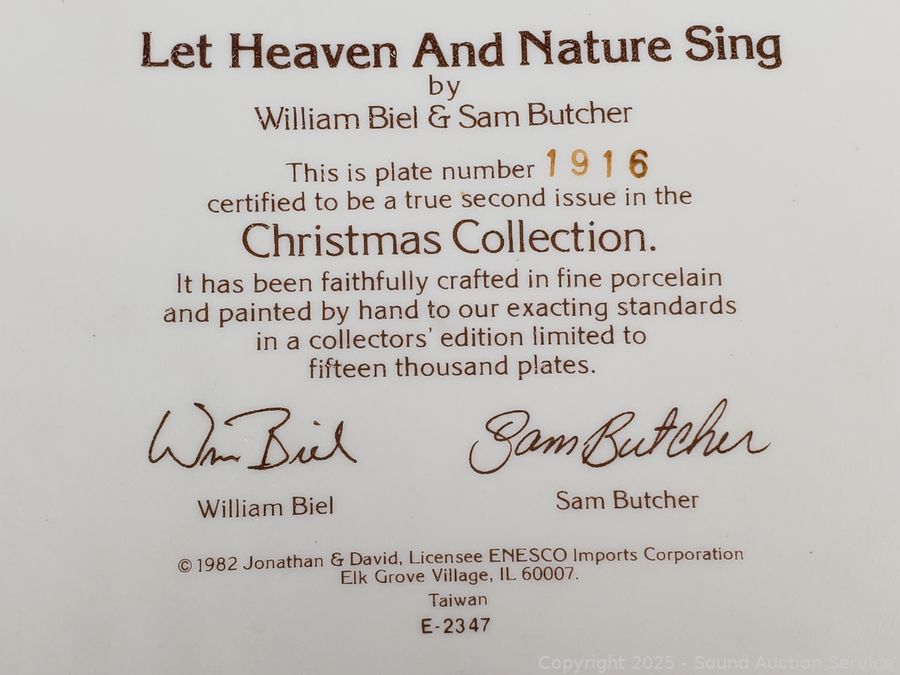 Let Heaven And Nature Sing
by
William Biel & Sam Butcher
This is plate number 1916
certified to be a true second issue in the
Christmas Collection.
It has been faithfully crafted in fine porcelain
and painted by hand to our exacting standards
in a collectors' edition limited to
fifteen thousand plates.
Wm Biel
Sam Butcher
William Biel
Sam Butcher
© 1982 Jonathan & David, Licensee ENESCO Imports Corporation
Elk Grove Village, IL 60007.
Taiwan
E-2347
Copyright 2025 - Sound Auction Service